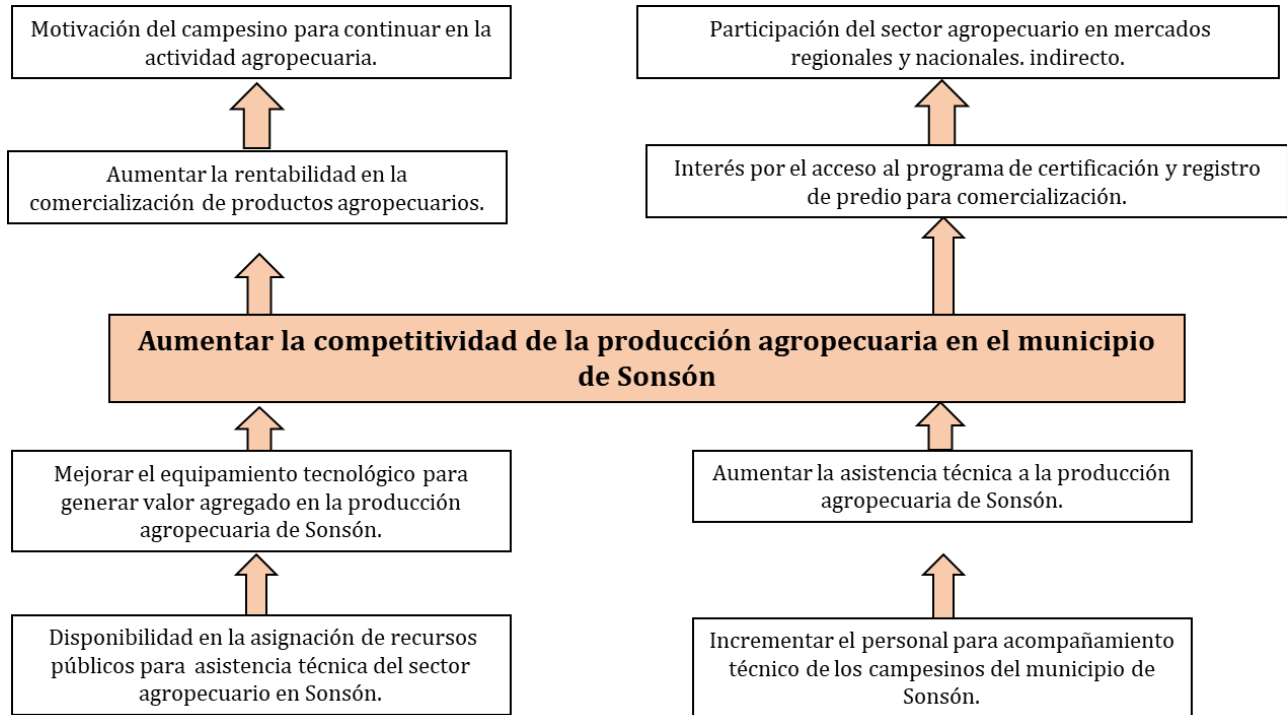 Motivación del campesino para continuar en la
actividad agropecuaria.
Participación del sector agropecuario en mercados
regionales y nacionales. indirecto.
Aumentar la rentabilidad en la
comercialización de productos agropecuarios.
Interés por el acceso al programa de certificación y registro
de predio para comercialización.
Aumentar la competitividad de la producción agropecuaria en el municipio
de Sonsón
Mejorar el equipamiento tecnológico para
generar valor agregado en la producción
agropecuaria de Sonsón.
Aumentar la asistencia técnica a la producción
agropecuaria de Sonsón.
Disponibilidad en la asignación de recursos
públicos para asistencia técnica del sector
agropecuario en Sonsón.
Incrementar el personal para acompañamiento
técnico de los campesinos del municipio de
Sonsón.